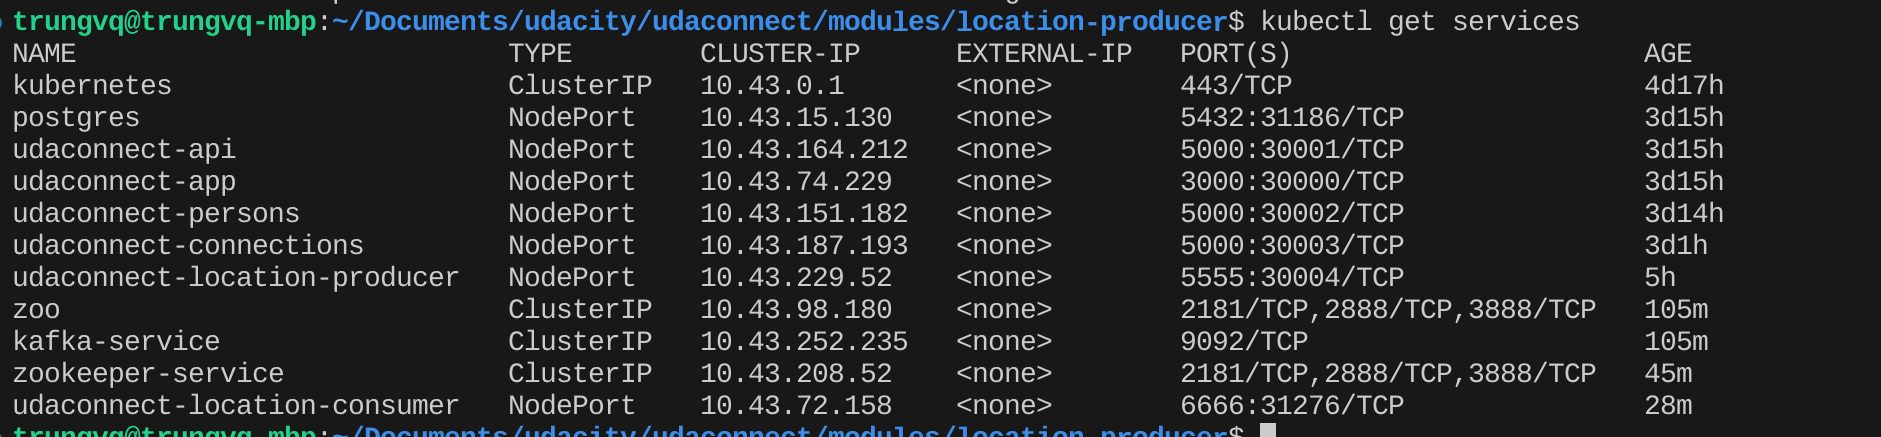 trungvq@trungvq-mbp:~/Documents/udacity/udaconnect/modules/location-producer$ kubectl get services
NAME                           TYPE        CLUSTER-IP      EXTERNAL-IP   PORT(S)                      AGE
kubernetes                     ClusterIP   10.43.0.1       <none>        443/TCP                      4d17h
postgres                       NodePort    10.43.15.130    <none>        5432:31186/TCP               3d15h
udaconnect-api                 NodePort    10.43.164.212   <none>        5000:30001/TCP               3d15h
udaconnect-app                 NodePort    10.43.74.229    <none>        3000:30000/TCP               3d15h
udaconnect-persons             NodePort    10.43.151.182   <none>        5000:30002/TCP               3d14h
udaconnect-connections         NodePort    10.43.187.193   <none>        5000:30003/TCP               3d1h
udaconnect-location-producer   NodePort    10.43.229.52    <none>        5555:30004/TCP               5h
zoo                            ClusterIP   10.43.98.180    <none>        2181/TCP,2888/TCP,3888/TCP   105m
kafka-service                  ClusterIP   10.43.252.235   <none>        9092/TCP                     105m
zookeeper-service              ClusterIP   10.43.208.52    <none>        2181/TCP,2888/TCP,3888/TCP   45m
udaconnect-location-consumer   NodePort    10.43.72.158    <none>        6666:31276/TCP               28m
trungvq@trungvq-mbp:~/Documents/udacity/udaconnect/modules/location-producer$